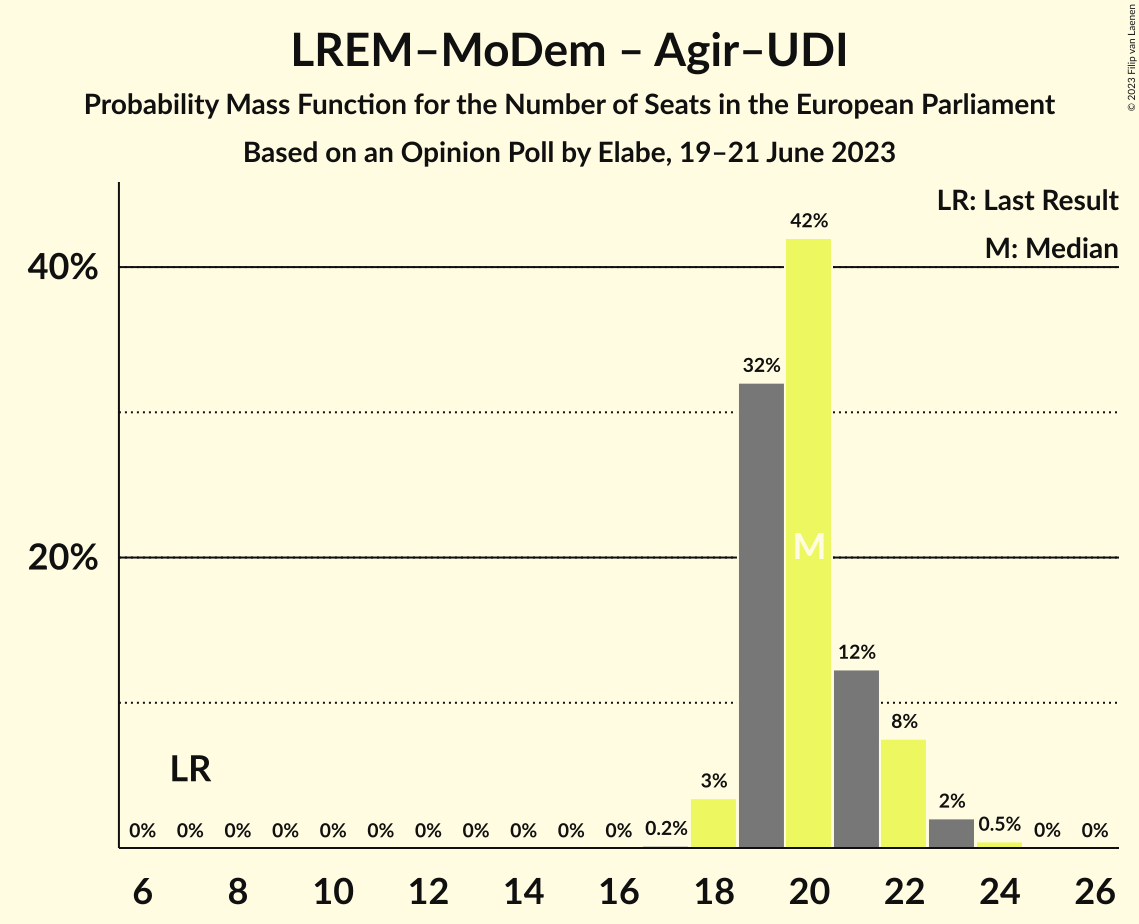 LREM–MoDem – Agir–UDI
Probability Mass Function for the Number of Seats in the European Parliament
Based on an Opinion Poll by Elabe, 19–21 June 2023
© 2023 Filip van Laenen
LR: Last Result
M: Median
40%
20%
42%
32%
M
12%
8%
LR
3%
2%
0% 0% 0% 0% 0% 0% 0% 0% 0% 0% 0% 0.2% 0.5% 0% 0%
6 8 10 12 14 16 18 20 22 24 26